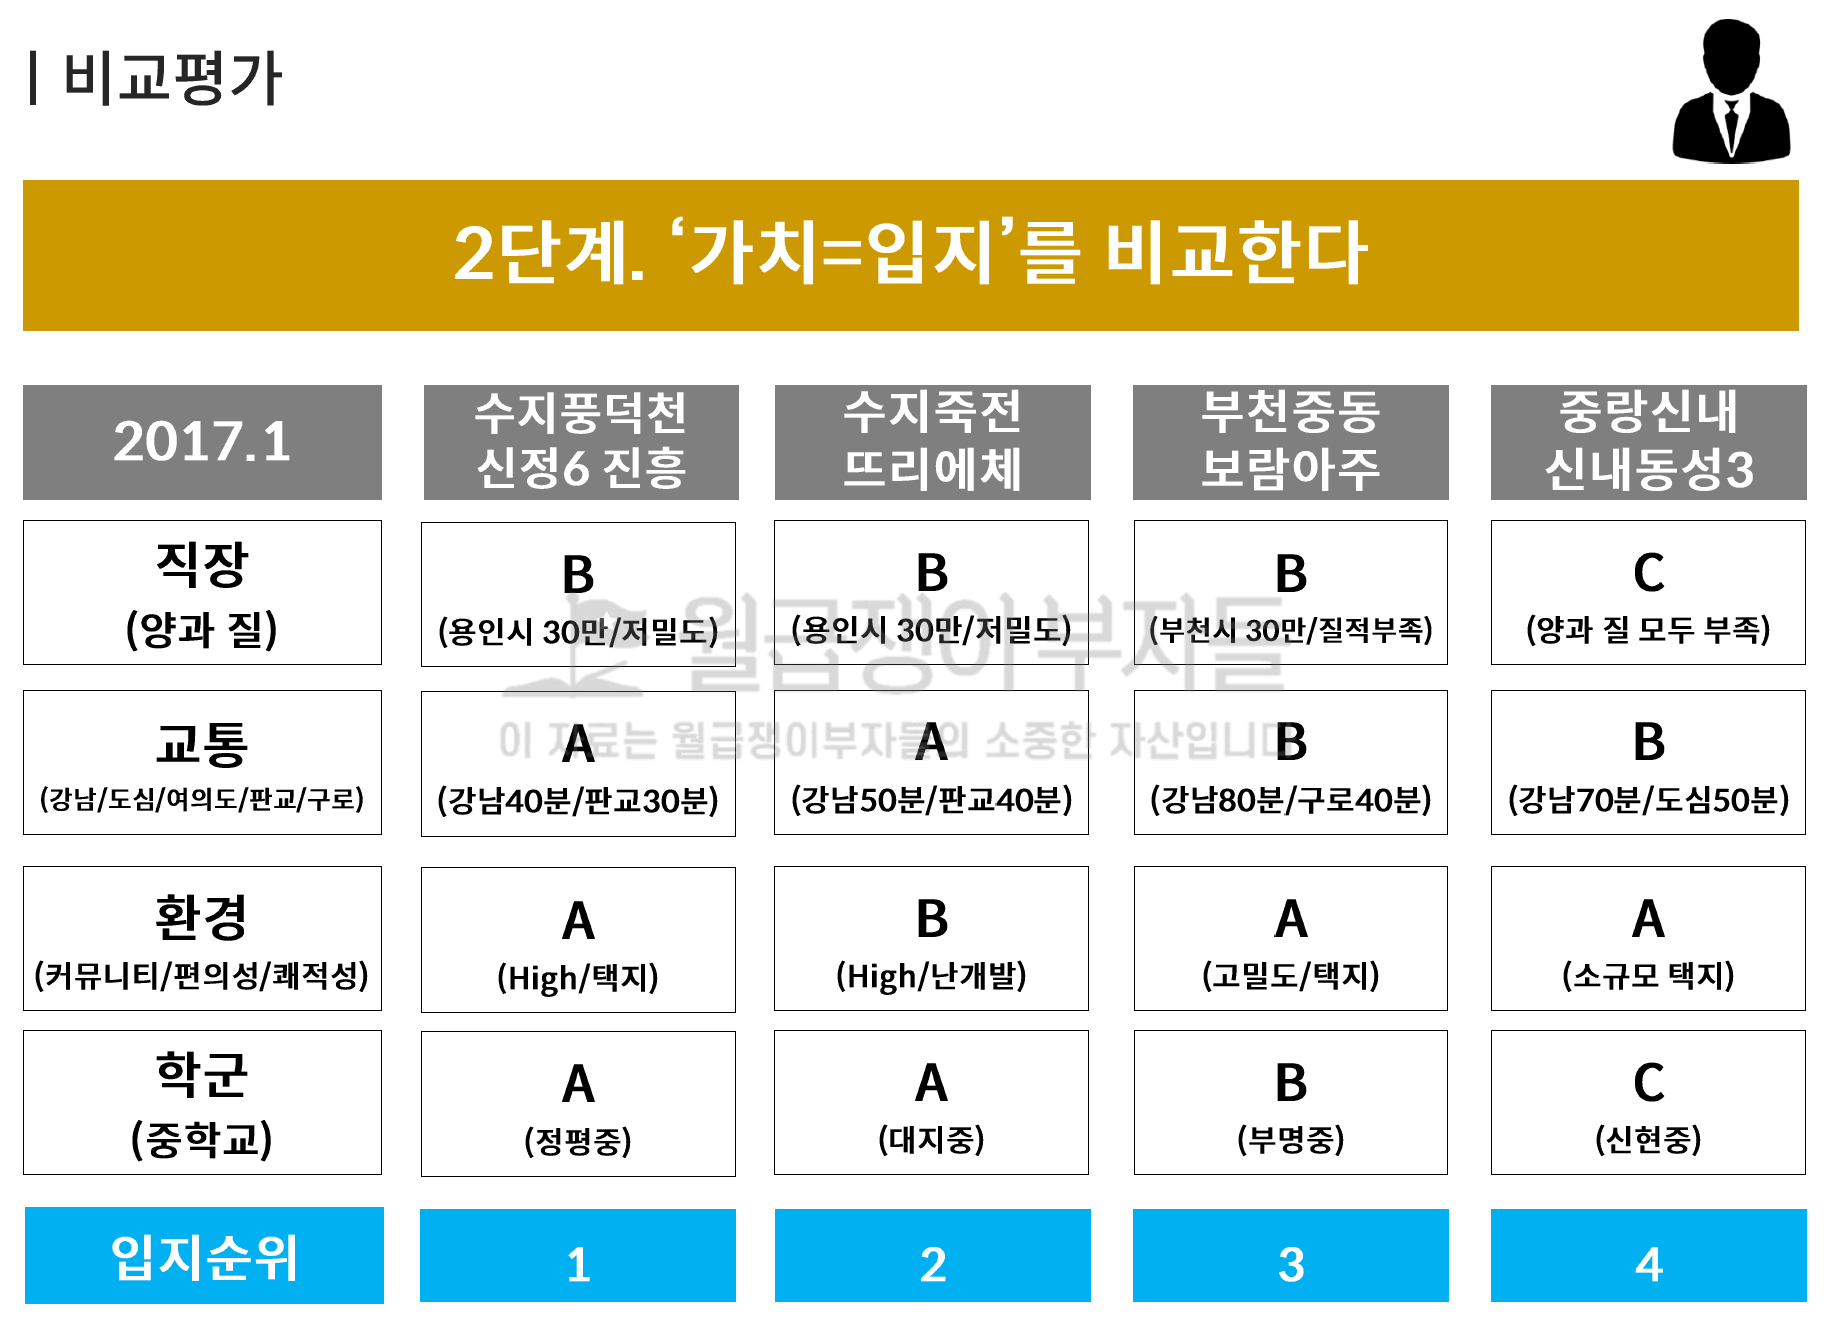 | 비교평가
2단계. ‘가치=입지’를 비교한다
2017.1
수지풍덕천
신정6 진흥
수지죽전
뜨리에체
부천중동
보람아주
중랑신내
신내동성3
직장
(양과 질)
B
(용인시 30만/저밀도)
B
(용인시 30만/저밀도)
B
(부천시 30만/질적부족)
C
(양과 질 모두 부족)
월급쟁이부자들
이 자료는 월급쟁이부자들의 소중한 자산입니다
교통
(강남/도심/여의도/판교/구로)
A
(강남40분/판교30분)
A
(강남50분/판교40분)
B
(강남80분/구로40분)
B
(강남70분/도심50분)
환경
(커뮤니티/편의성/쾌적성)
A
(High/택지)
B
(High/난개발)
A
(고밀도/택지)
A
(소규모 택지)
학군
(중학교)
A
(정평중)
A
(대지중)
B
(부명중)
C
(신현중)
입지순위
1
2
3
4